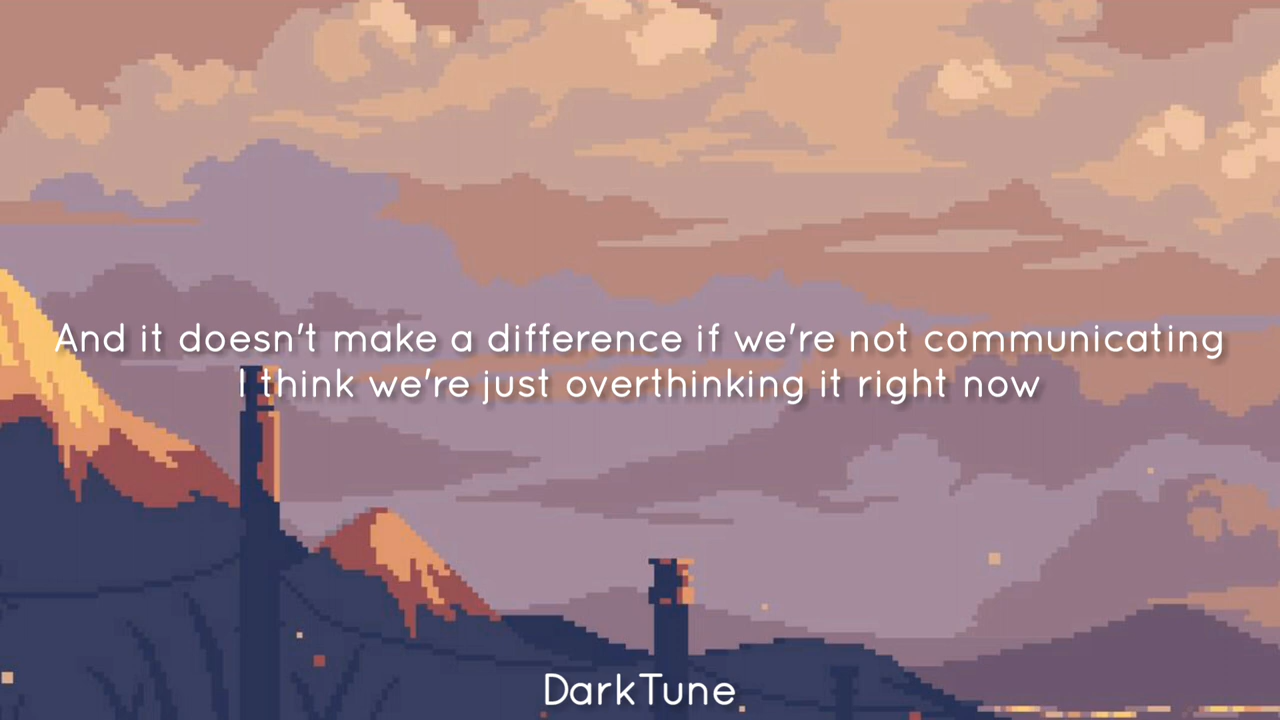 And it doesn't make a difference if we're not communicating
I think we're just overthinking it right now
DarkTune